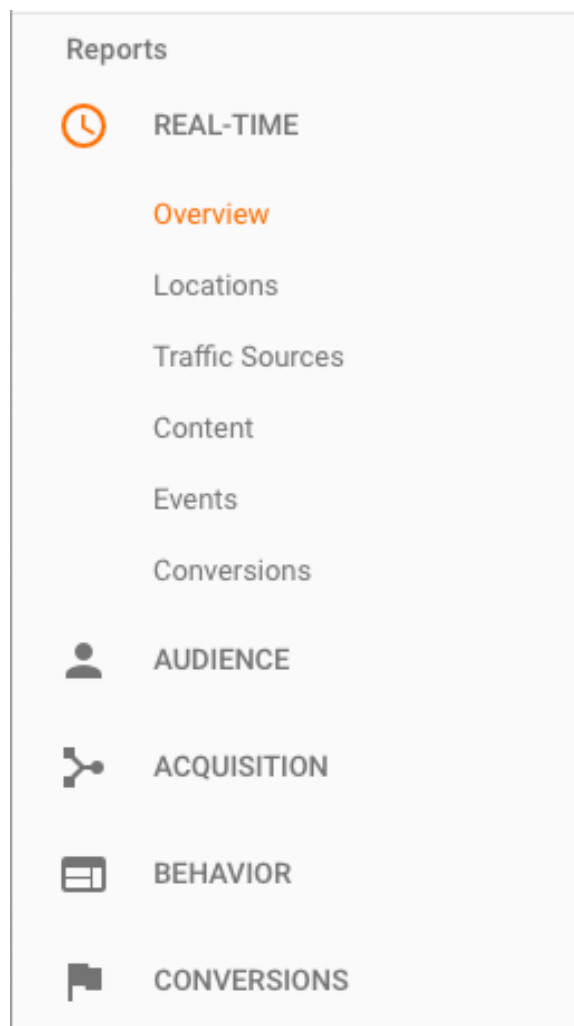 Reports
REAL-TIME
Overview
Locations
Traffic Sources
Content
Events
Conversions
AUDIENCE
ACQUISITION
BEHAVIOR
CONVERSIONS